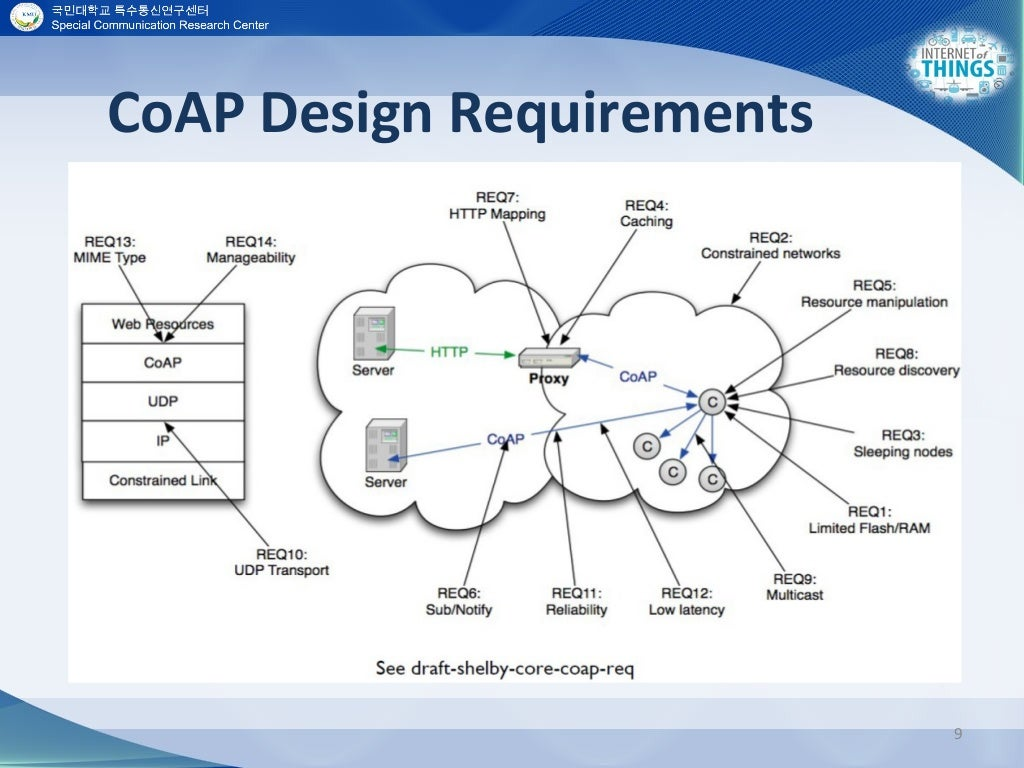 국민대학교 특수통신연구센터
Special Communication Research Center
KMU
INTERNET of
THINGS
CoAP Design Requirements
REQ7:
HTTP Mapping
REQ4:
Caching
REQ13:
MIME Type
REQ14:
Manageability
REQ2:
Constrained networks
REQ5:
Resource manipulation
Web Resources
CoAP
UDP
IP
Constrained Link
Server
HTTP
Proxy
CoAP
C
REQ8:
Resource discovery
Server
CoAP
C
C
C
REQ3:
Sleeping nodes
REQ1:
Limited Flash/RAM
REQ10:
UDP Transport
REQ6:
Sub/Notify
REQ11:
Reliability
REQ12:
Low latency
REQ9:
Multicast
See draft-shelby-core-coap-req
9